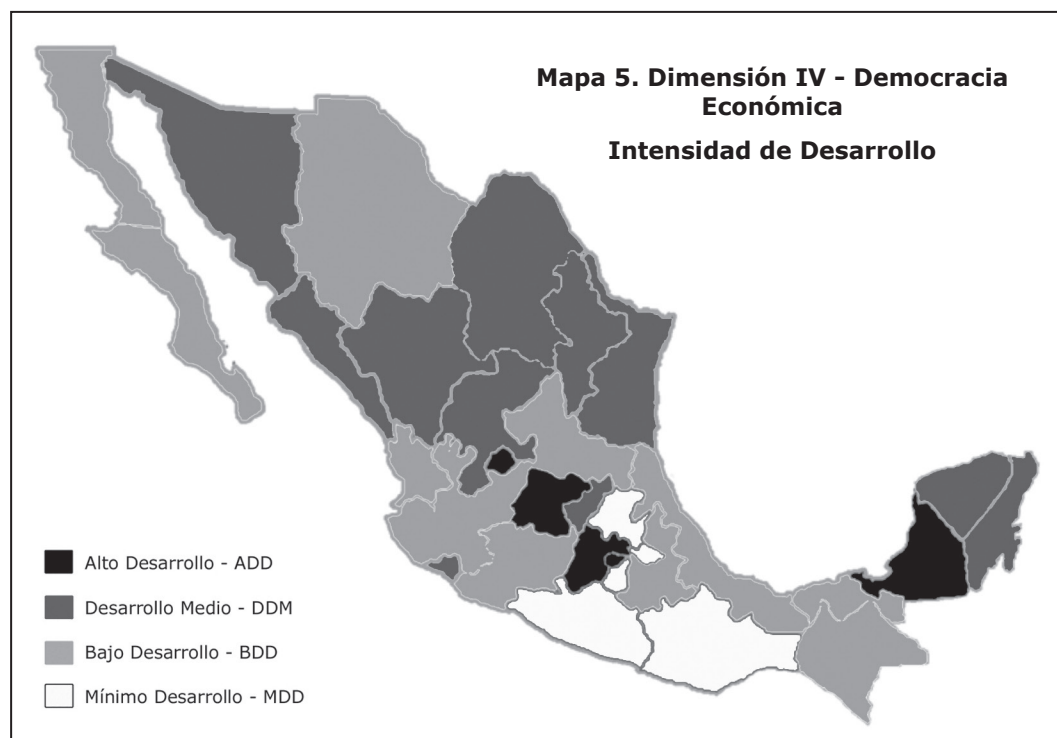 Mapa 5. Dimensión IV - Democracia
Económica
Intensidad de Desarrollo
Alto Desarrollo - ADD
Desarrollo Medio - DDM
Bajo Desarrollo - BDD
Mínimo Desarrollo - MDD